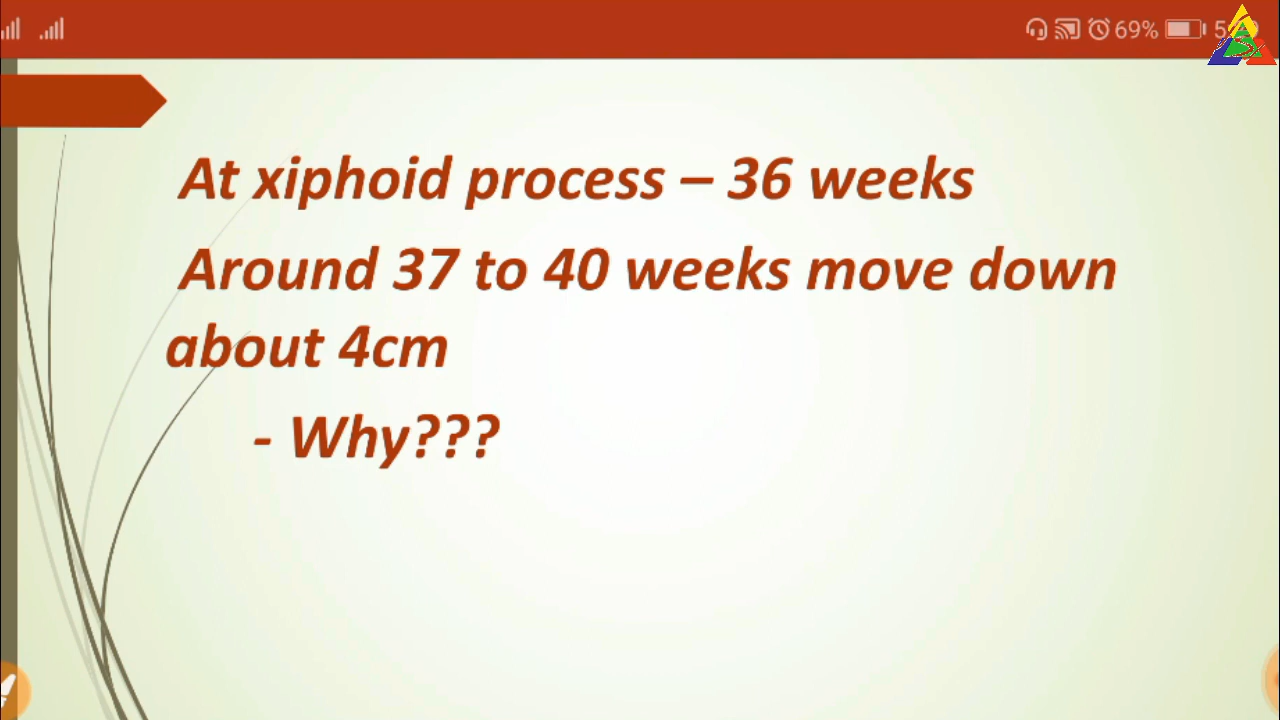 69%
At xiphoid process – 36 weeks
Around 37 to 40 weeks move down
about 4cm
- Why???